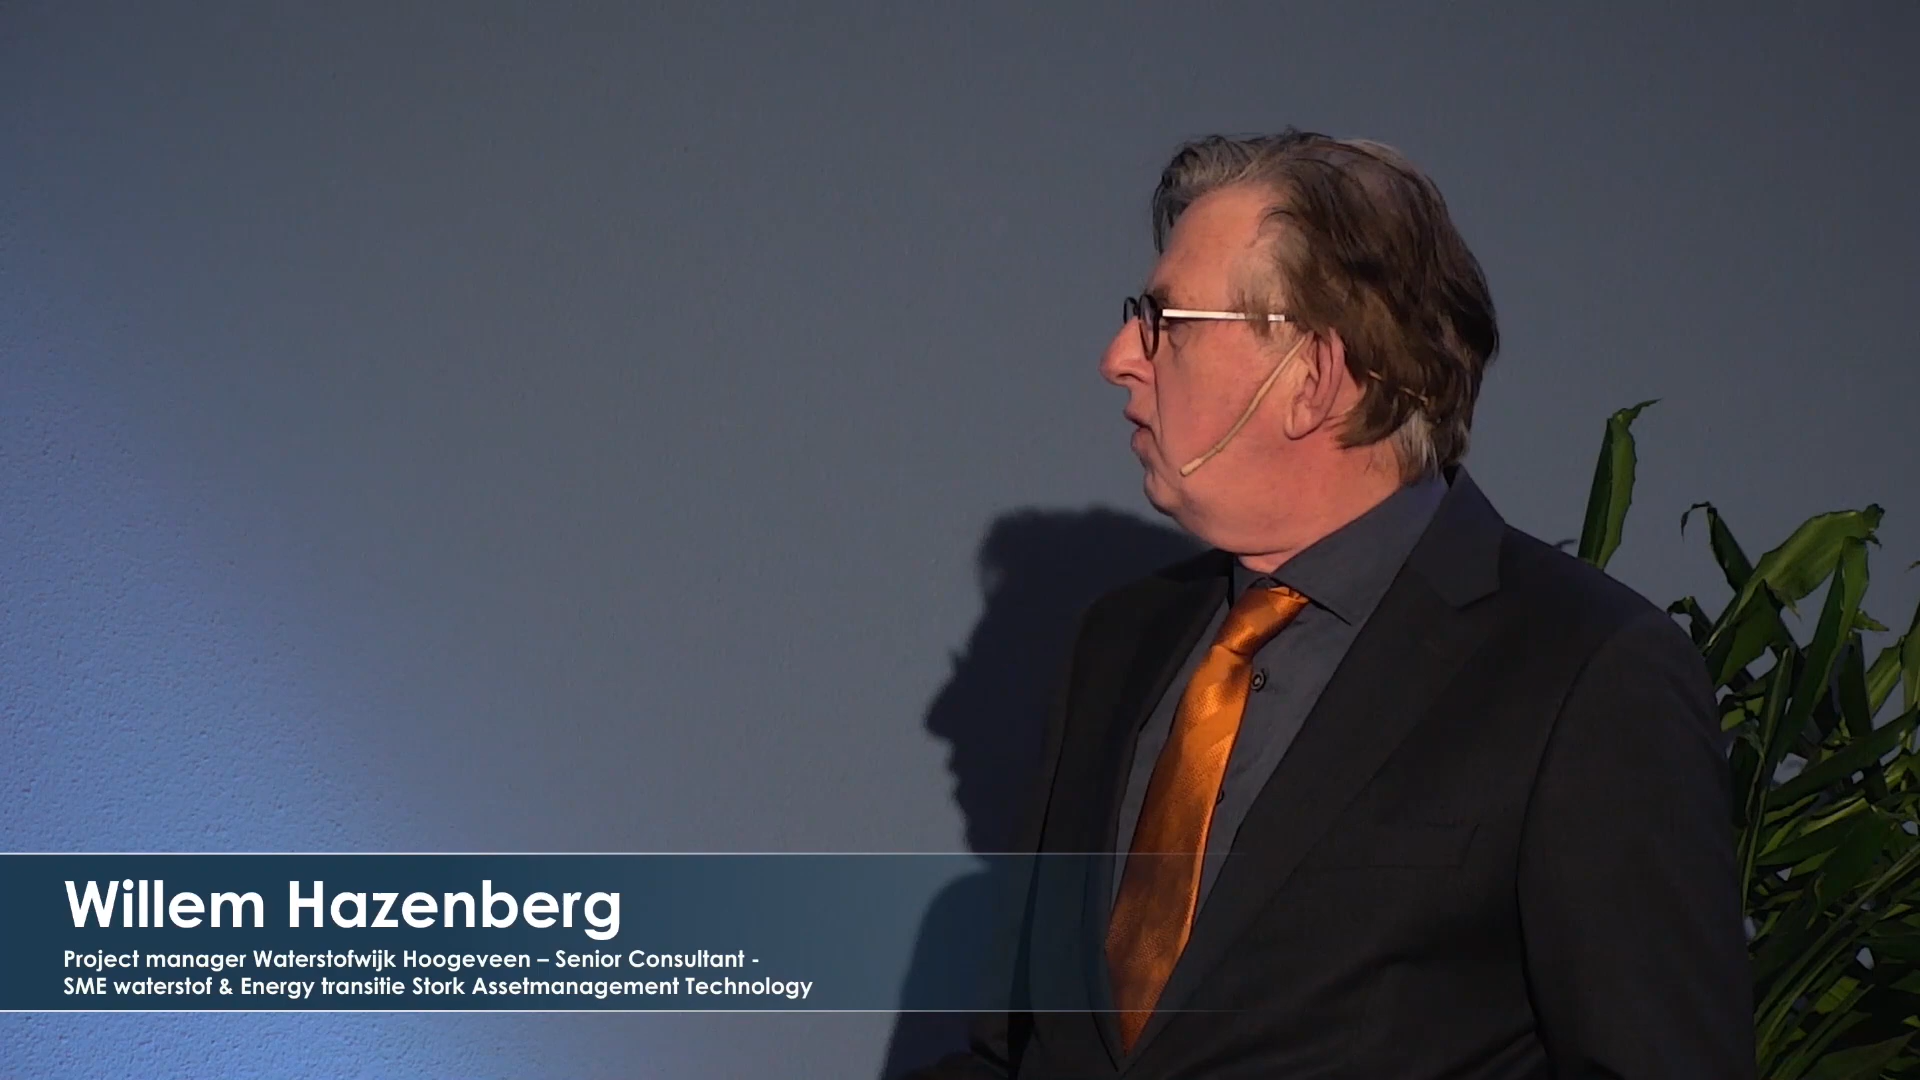 Willem Hazenberg
Project manager Waterstofwijk Hoogeveen – Senior Consultant -
SME waterstof & Energy transitie Stork Assetmanagement Technology